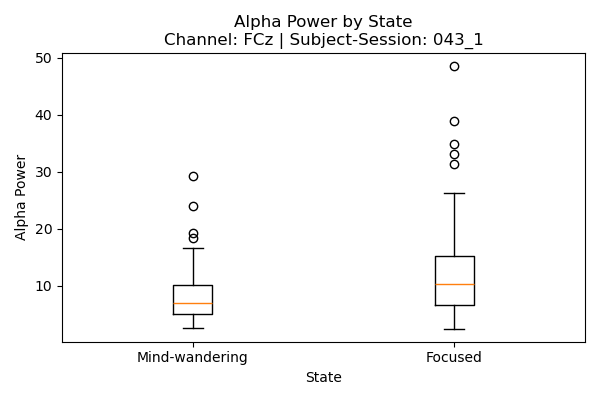 Alpha Power by State
Channel: FCz | Subject-Session: 043_1
50
40
30
20
10
Alpha Power
Mind-wandering
Focused
State